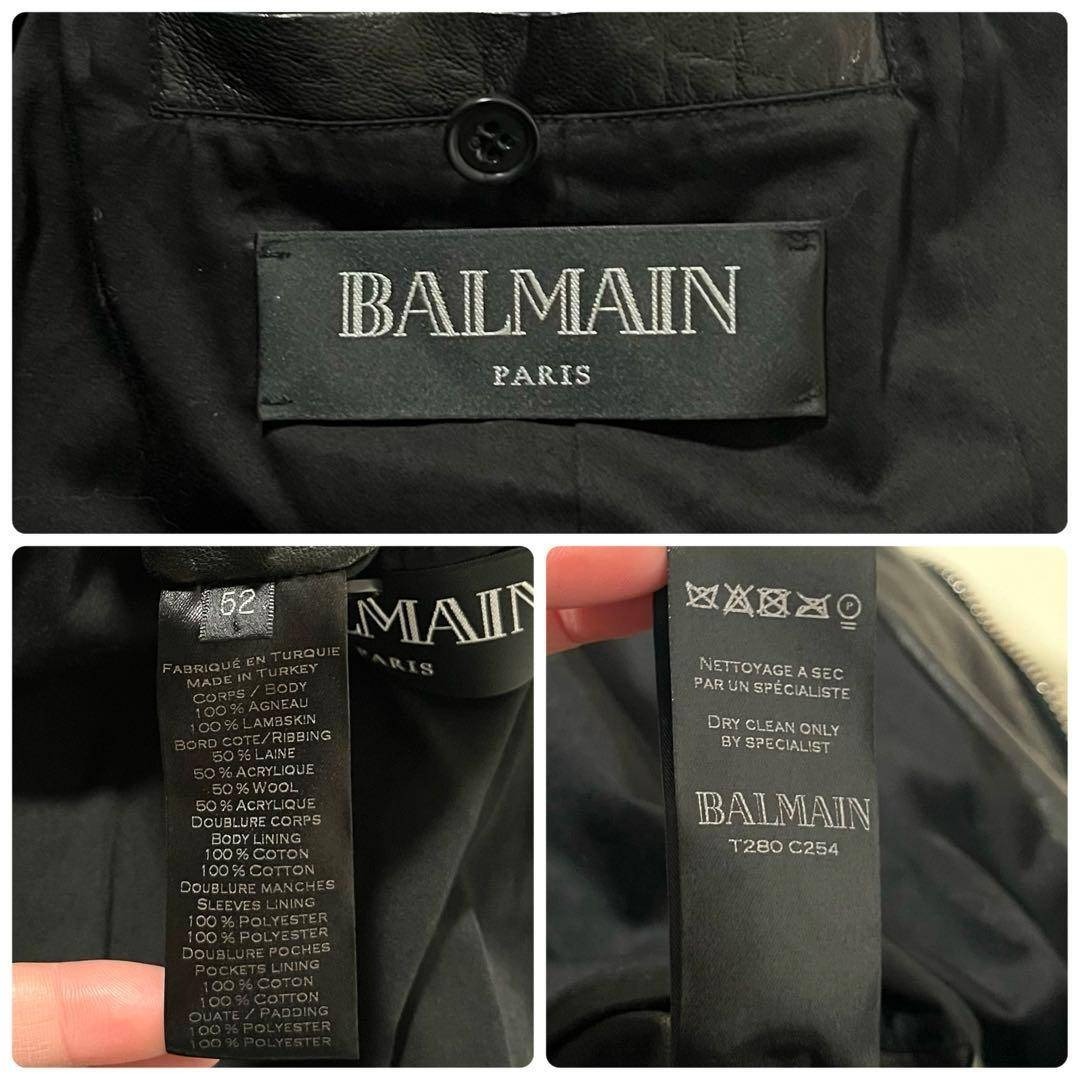 BALMAIN
PARIS
52
FABRIQUÉ EN TURQUIE
MADE IN TURKEY
CORPS / BODY
100 % AGNEAU
100 % LAMBSKIN
BORD COTE/RIBBING
50 % LAINE
50 % ACRYLIQUE
50 % WOOL
50 % ACRYLIQUE
DOUBLURE CORPS
BODY LINING
100 % COTON
100 % COTTON
DOUBLURE MANCHES
SLEEVES LINING
100 % POLYESTER
100 % POLYESTER
DOUBLURE POCHES
POCKETS LINING
100 % COTON
100 % COTTON
OUATE / PADDING
100 % POLYESTER
LMAIN
PARIS
P
NETTOYAGE A SEC
PAR UN SPÉCIALISTE
DRY CLEAN ONLY
BY SPECIALIST
BALMAIN
T280 C254